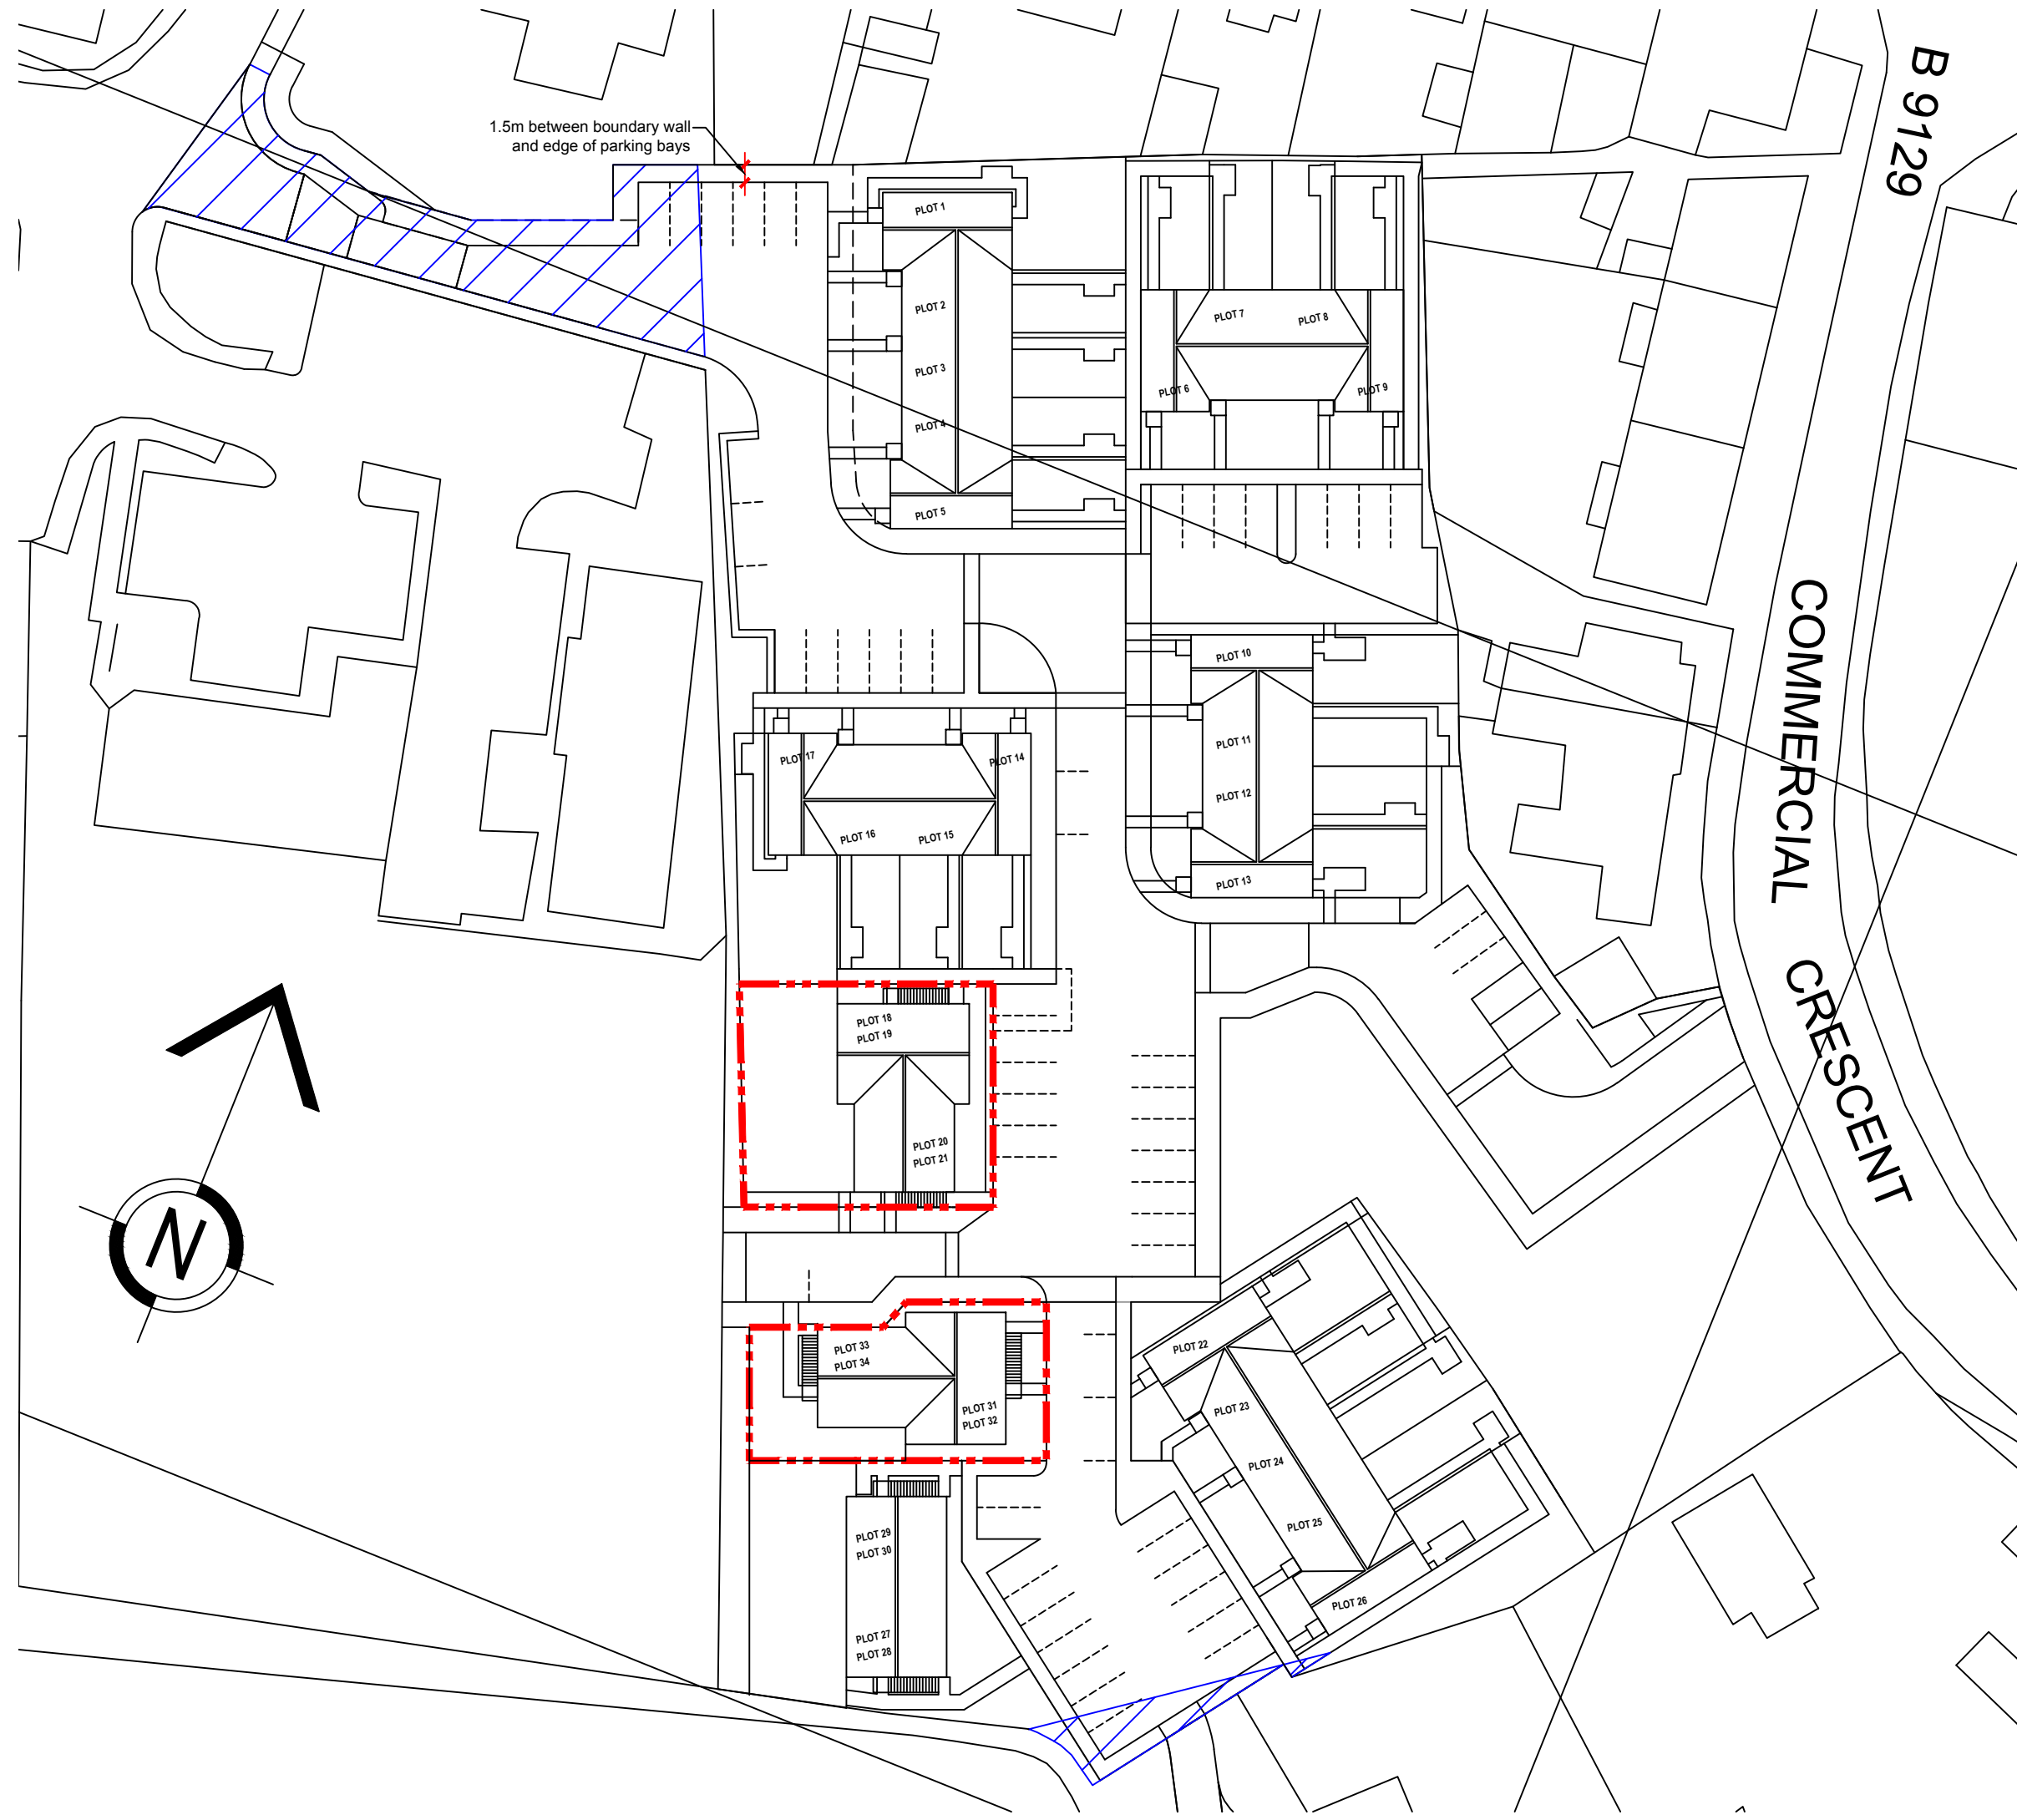 B 9129
1.5m between boundary wall
and edge of parking bays
PLOT 1
PLOT 2
PLOT 3
PLOT 4
PLOT 5
PLOT 7
PLOT 8
PLOT 6
PLOT 9
PLOT 10
PLOT 11
PLOT 12
PLOT 13
COMMERCIAL CRESCENT
PLOT 17
PLOT 14
PLOT 16
PLOT 15
PLOT 18
PLOT 19
PLOT 20
PLOT 21
N
PLOT 33
PLOT 34
PLOT 31
PLOT 32
PLOT 22
PLOT 23
PLOT 24
PLOT 25
PLOT 26
PLOT 29
PLOT 30
PLOT 27
PLOT 28